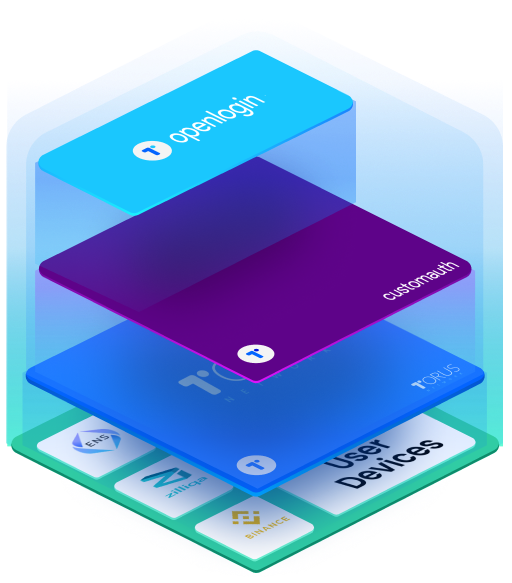 openlogin
customauth
TORUS
ENS
zilliqa
BINANCE
User
Devices